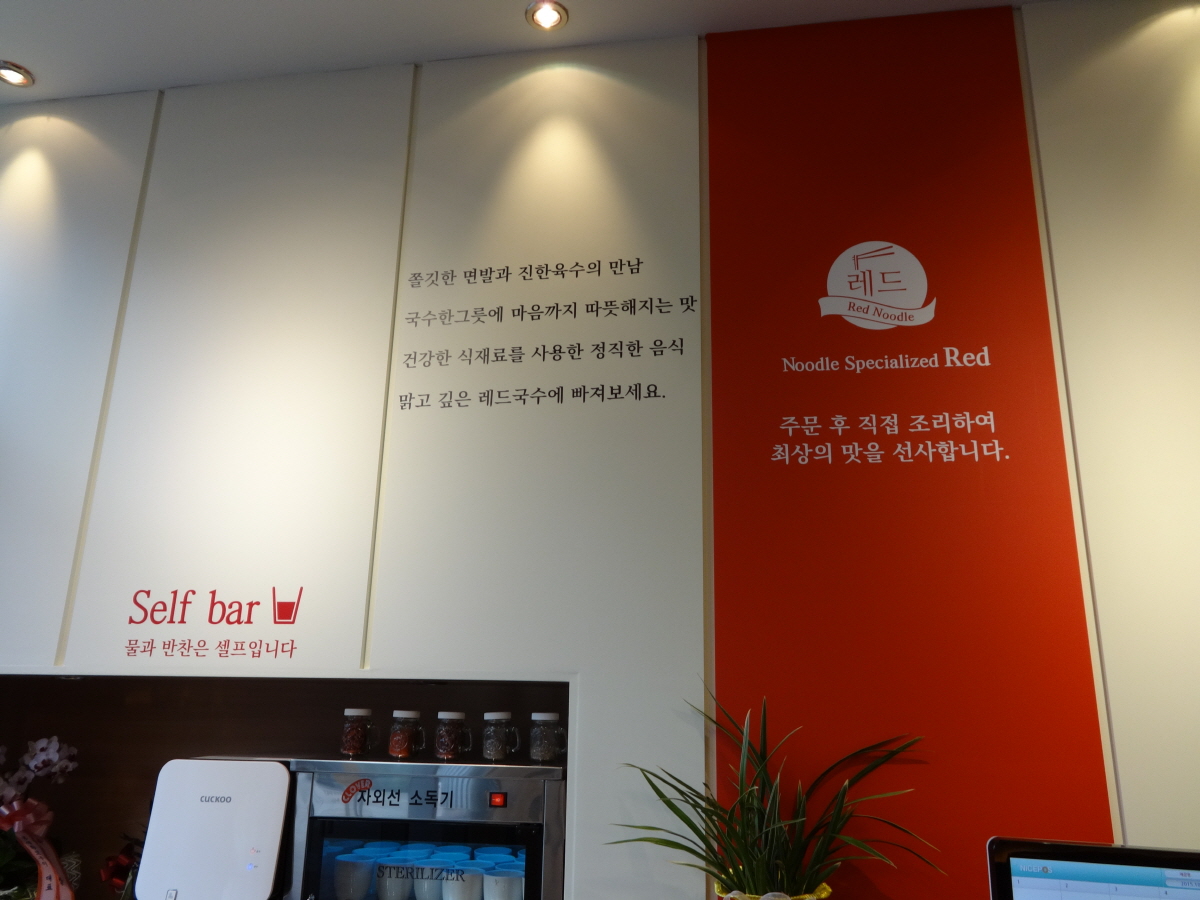 쫄깃한 면발과 진한육수의 만남
국수한그릇에 마음까지 따뜻해지는 맛
건강한 식재료를 사용한 정직한 음식
맑고 깊은 레드국수에 빠져보세요.
레드
Red Noodle
Noodle Specialized Red
주문 후 직접 조리하여
최상의 맛을 선사합니다.
Self bar
물과 반찬은 셀프입니다
CUCKOO
CLOVER
자외선 소독기
STERILIZER